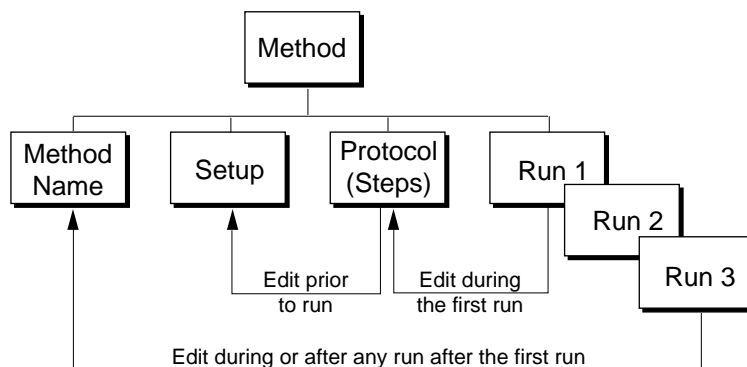 Method
Method
Name
Setup
Protocol
(Steps)
Run 1
Run 2
Run 3
Edit prior
to run
Edit during
the first run
Edit during or after any run after the first run